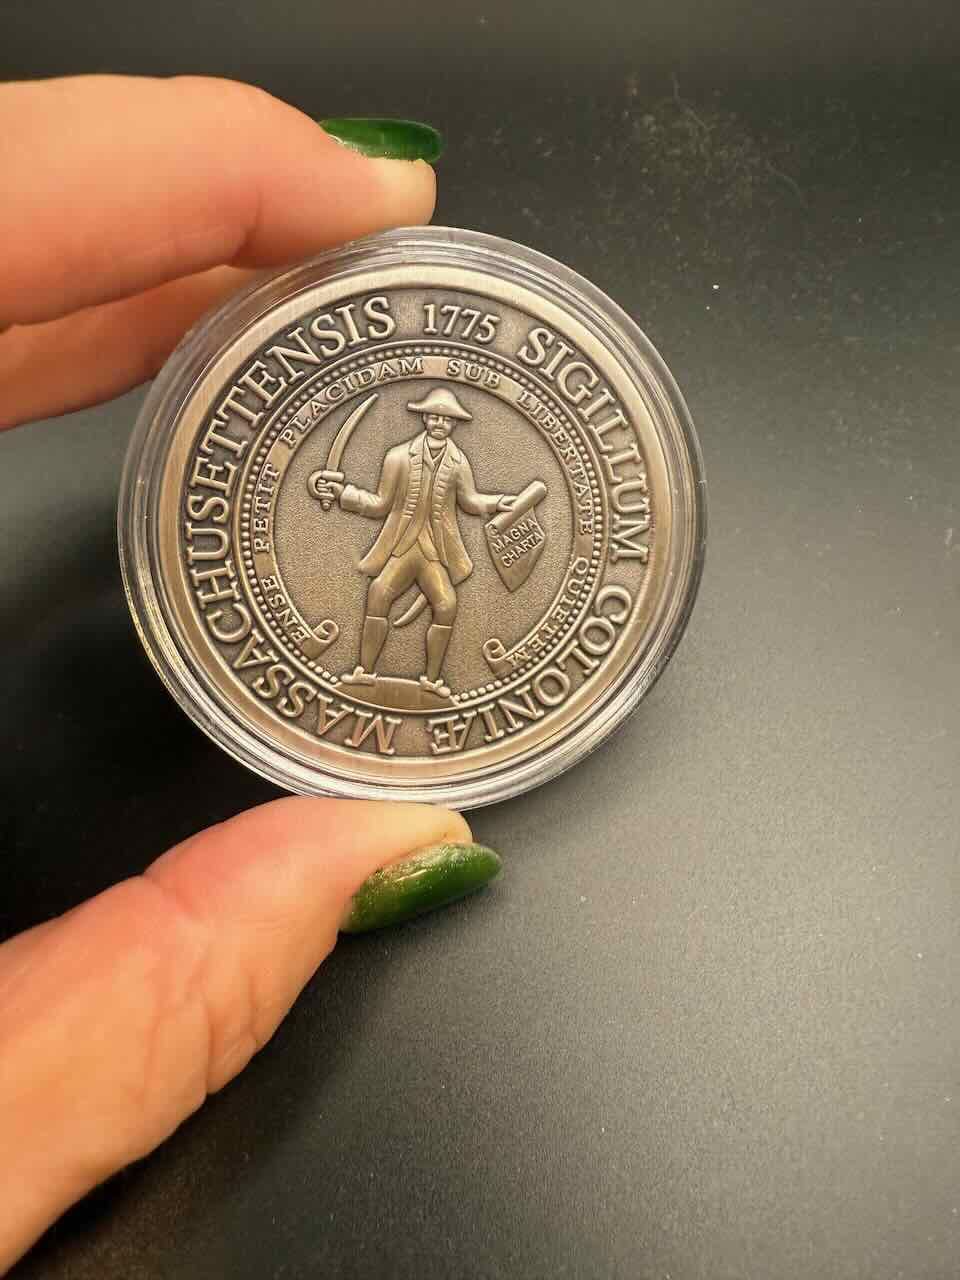 MASSACHUSETTENSIS 1775 SIGILLUM COLONIÆ
ENSE PETIT PLACIDAM SUB LIBERTATE QUIETEM
MAGNA
CHARTA